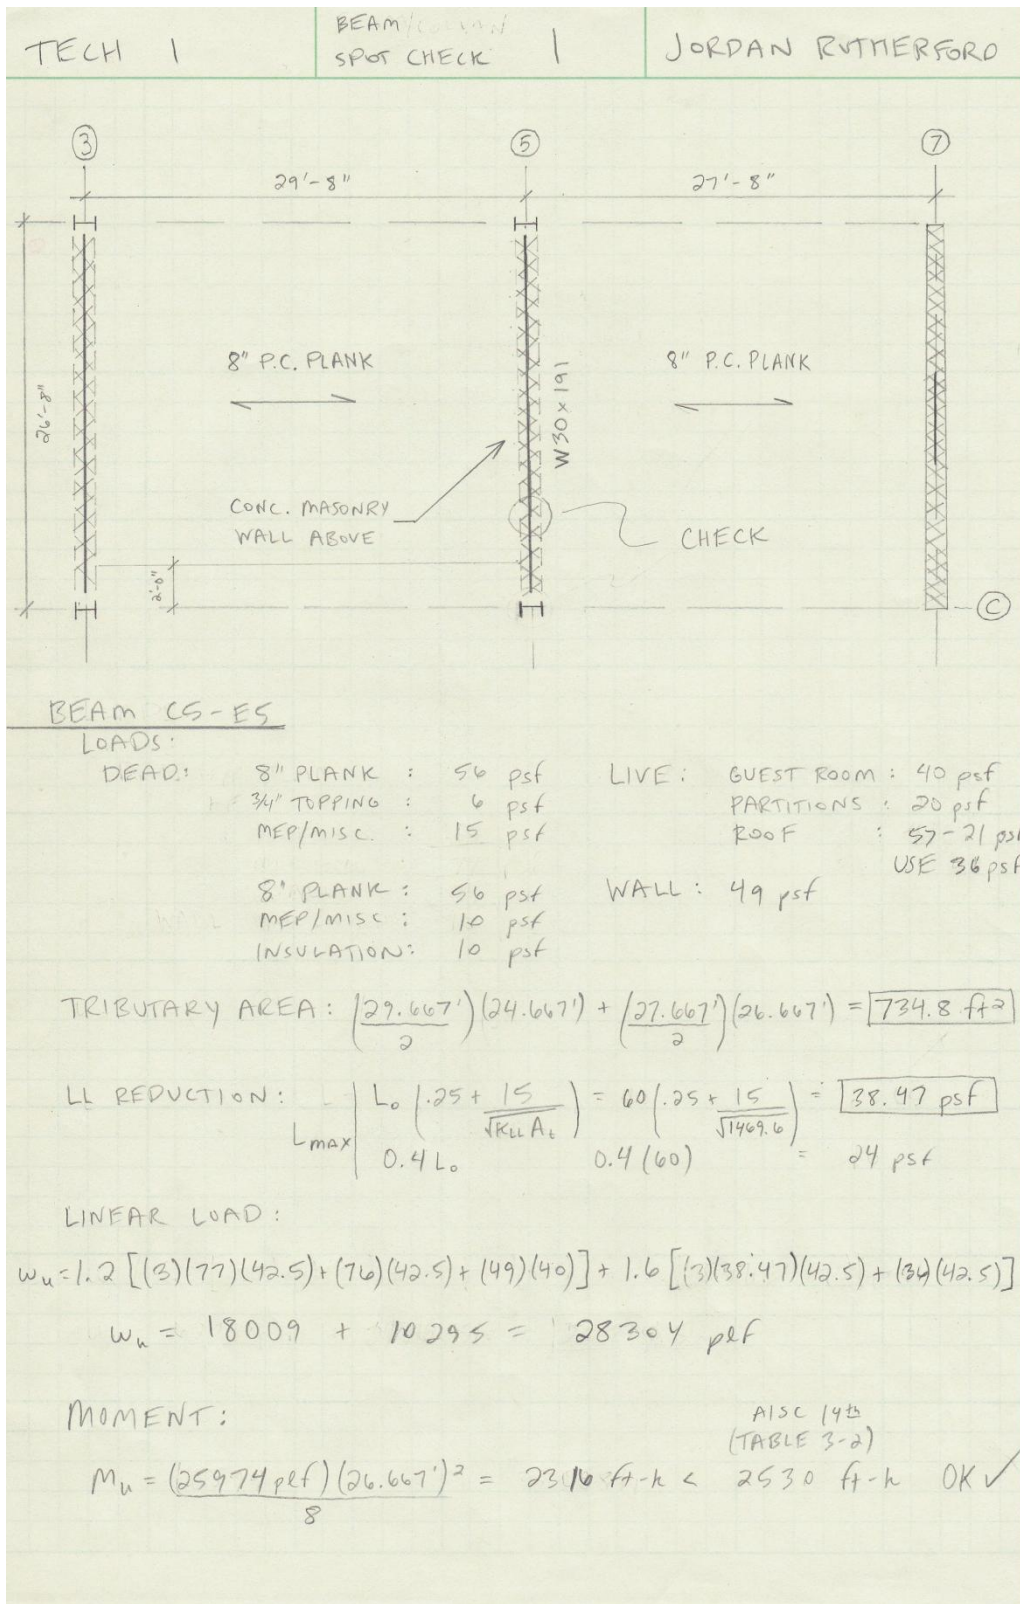 TECH 1
BEAM/COLUMN
SPOT CHECK
1
JORDAN RUTHERFORD
3
5
7
29'-8"
27'-8"
26'-8"
8" P.C. PLANK
8" P.C. PLANK
W30x191
CONC. MASONRY
WALL ABOVE
CHECK
2'-0"
C
BEAM C5-E5
LOADS:
DEAD: 8" PLANK : 56 psf LIVE: GUEST ROOM : 40 psf
3/4" TOPPING : 6 psf PARTITIONS : 20 psf
MEP/MISC. : 15 psf ROOF : 57-21 psf
USE 36 psf
8" PLANK : 56 psf WALL : 49 psf
MEP/MISC : 10 psf
INSULATION: 10 psf
TRIBUTARY AREA: (29.667'/2)(24.667') + (27.667'/2)(26.667') = 734.8 ft2
LL REDUCTION: Lmax | L₀ (.25 + 15/√KLL At) = 60 (.25 + 15/√1469.6) = 38.47 psf
0.4 L₀ 0.4 (60) = 24 psf
LINEAR LOAD:
wu = 1.2 [(3)(77)(42.5) + (76)(42.5) + (49)(40)] + 1.6 [(3)(38.47)(42.5) + (36)(42.5)]
wu = 18009 + 10295 = 28304 plf
MOMENT:
AISC 14th
(TABLE 3-2)
Mu = (25974 plf)(26.667')²/8 = 2316 ft-k < 2530 ft-k OK ✓